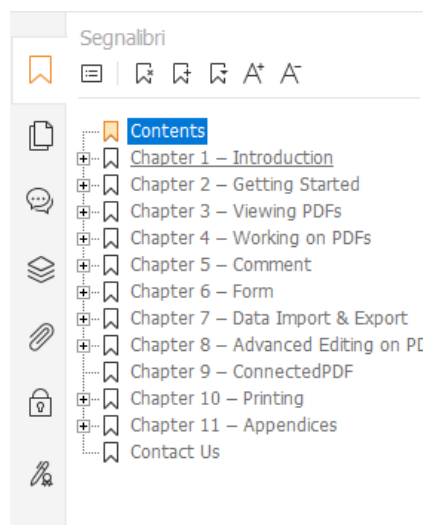 Segnalibri
Contents
Chapter 1 – Introduction
Chapter 2 – Getting Started
Chapter 3 – Viewing PDFs
Chapter 4 – Working on PDFs
Chapter 5 – Comment
Chapter 6 – Form
Chapter 7 – Data Import & Export
Chapter 8 – Advanced Editing on PD
Chapter 9 – ConnectedPDF
Chapter 10 – Printing
Chapter 11 – Appendices
Contact Us